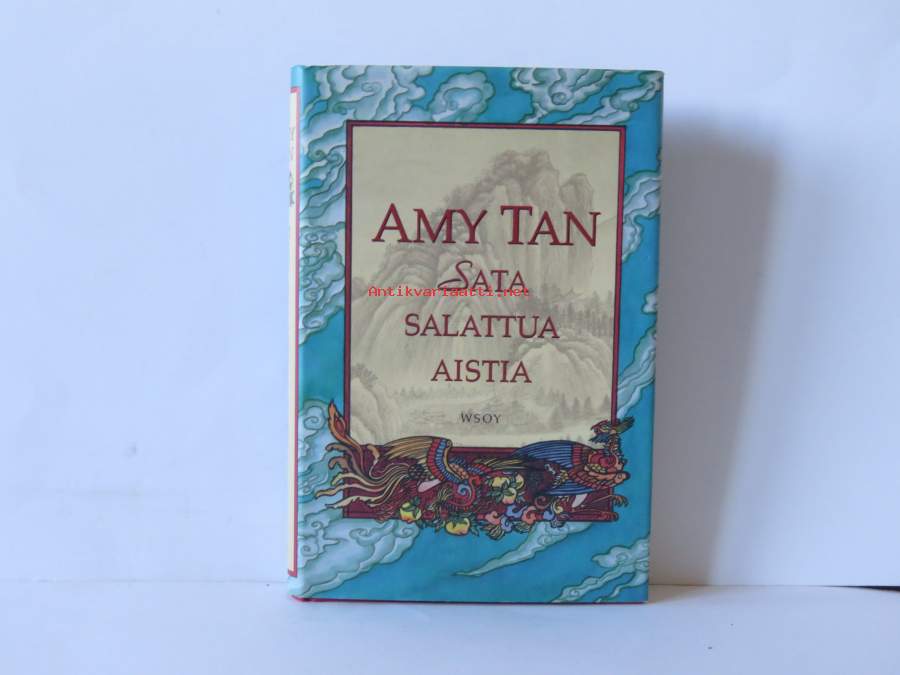 AMY TAN
SATA
Antikvariaatti.net
SALATTUA
AISTIA
WSOY